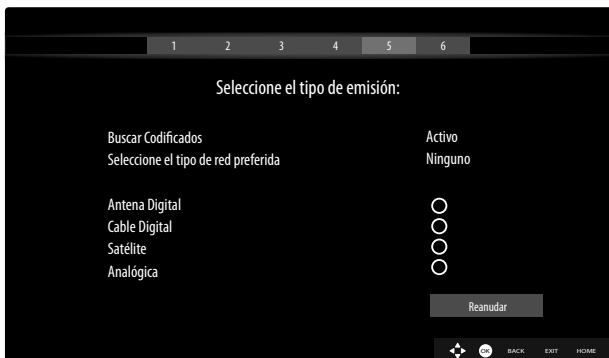 1 2 3 4 5 6
Seleccione el tipo de emisión:
Buscar Codificados Activo
Seleccione el tipo de red preferida Ninguno
Antena Digital
Cable Digital
Satélite
Analógica
Reanudar
OK BACK EXIT HOME